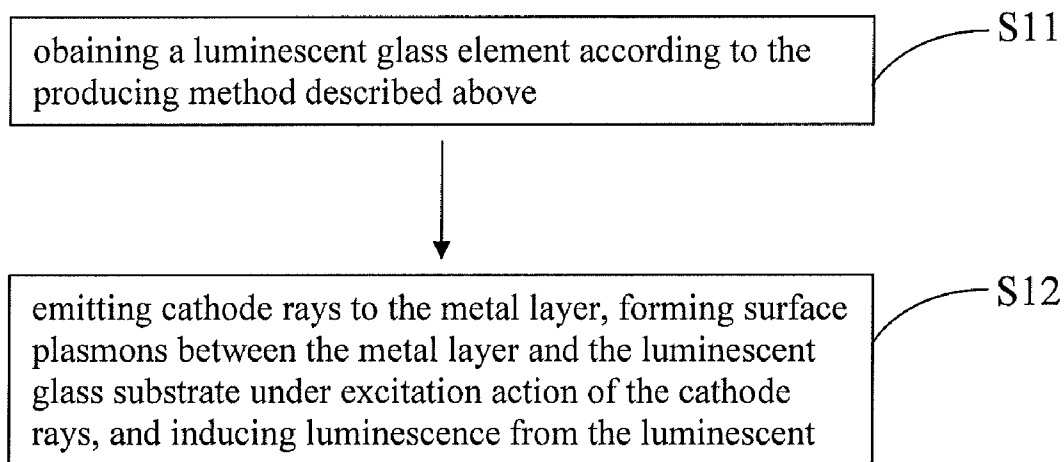 S11
obaining a luminescent glass element according to the
producing method described above
S12
emitting cathode rays to the metal layer, forming surface
plasmons between the metal layer and the luminescent
glass substrate under excitation action of the cathode
rays, and inducing luminescence from the luminescent